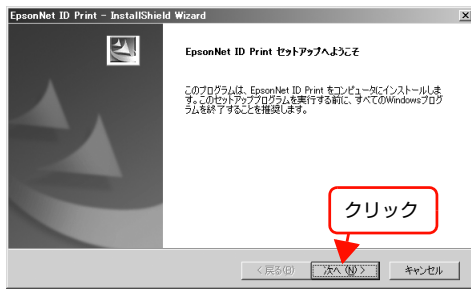 EpsonNet ID Print - InstallShield Wizard
EpsonNet ID Print セットアップへようこそ
このプログラムは、EpsonNet ID Print をコンピュータにインストールしま
す。このセットアッププログラムを実行する前に、すべてのWindowsプログ
ラムを終了することを推奨します。
クリック
< 戻る(B)
次へ (N) >
キャンセル